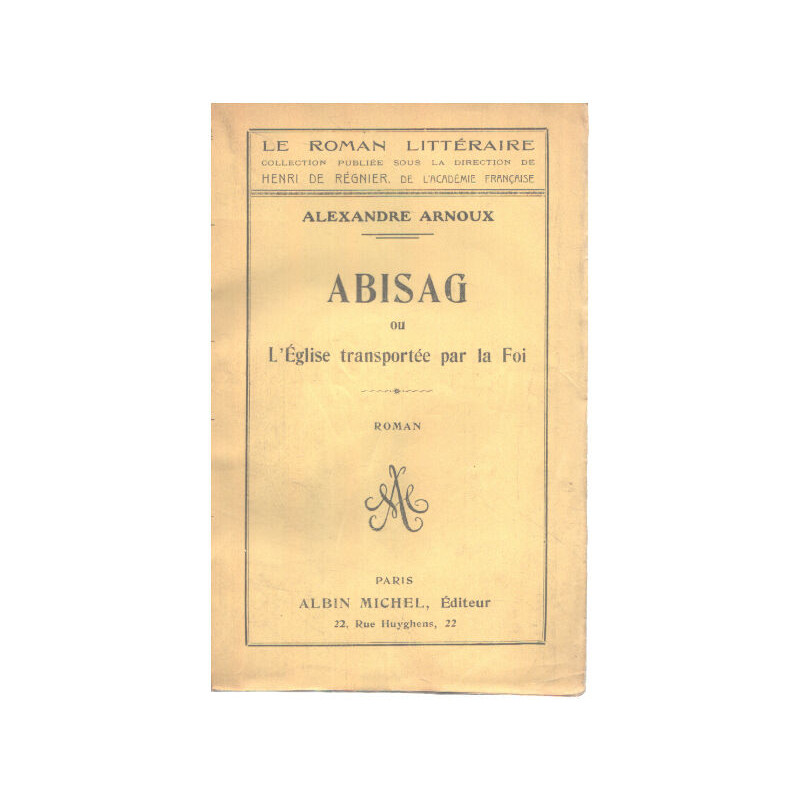 LE ROMAN LITTÉRAIRE
COLLECTION PUBLIÉE SOUS LA DIRECTION DE
HENRI DE RÉGNIER, DE L'ACADÉMIE FRANÇAISE
ALEXANDRE ARNOUX
ABISAG
ou
L'Église transportée par la Foi
ROMAN
AM
PARIS
ALBIN MICHEL, Éditeur
22, Rue Huyghens, 22